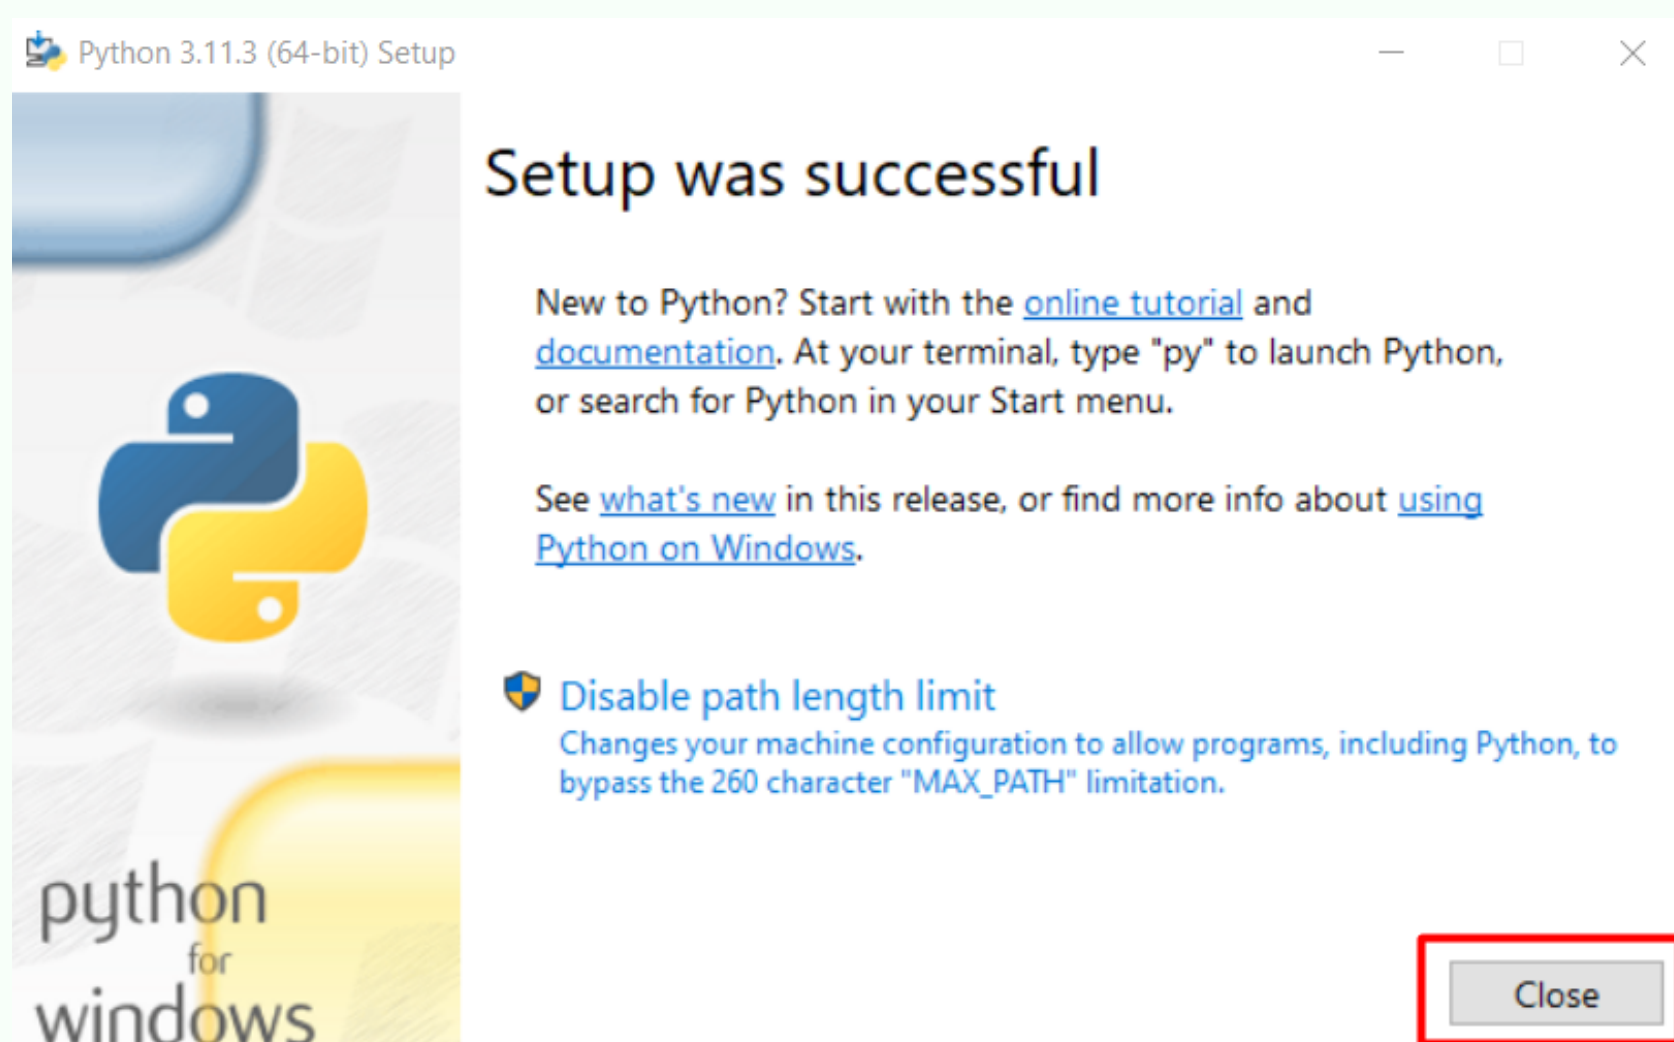 Python 3.11.3 (64-bit) Setup
Setup was successful
New to Python? Start with the online tutorial and
documentation. At your terminal, type "py" to launch Python,
or search for Python in your Start menu.
See what's new in this release, or find more info about using
Python on Windows.
Disable path length limit
Changes your machine configuration to allow programs, including Python, to
bypass the 260 character "MAX_PATH" limitation.
python
for
windows
Close